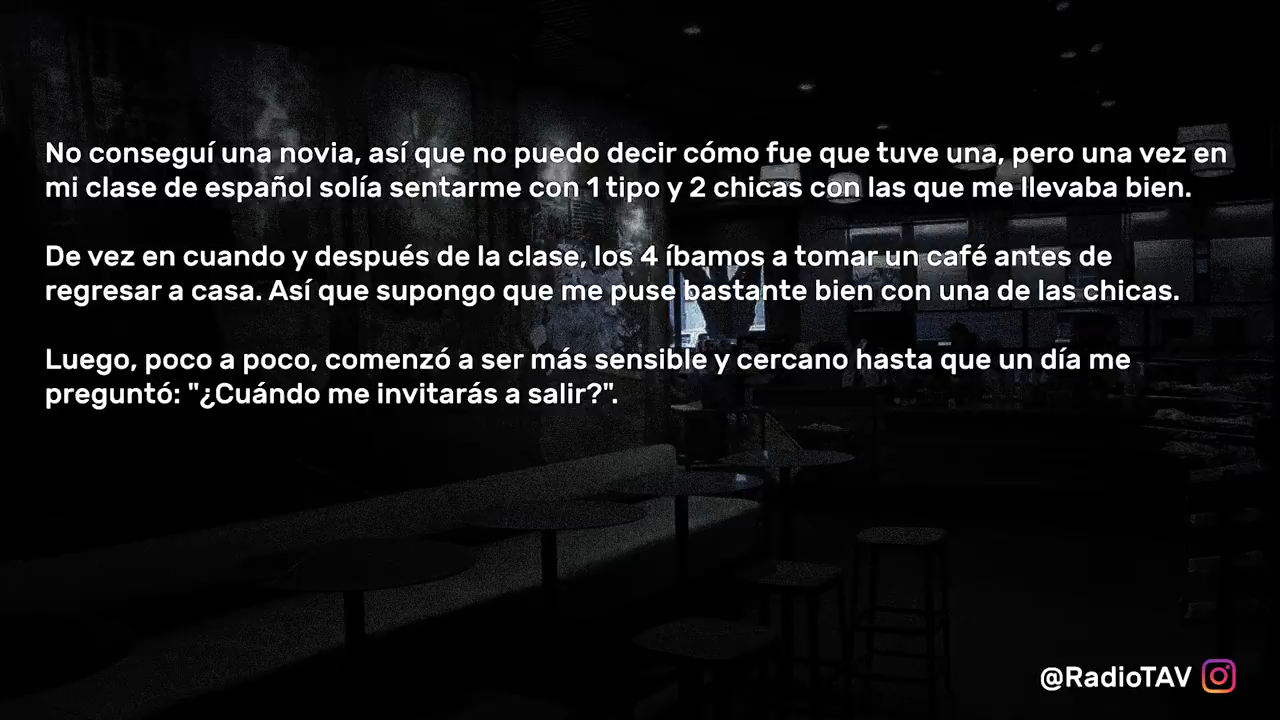 No conseguí una novia, así que no puedo decir cómo fue que tuve una, pero una vez en
mi clase de español solía sentarme con 1 tipo y 2 chicas con las que me llevaba bien.
De vez en cuando y después de la clase, los 4 íbamos a tomar un café antes de
regresar a casa. Así que supongo que me puse bastante bien con una de las chicas.
Luego, poco a poco, comenzó a ser más sensible y cercano hasta que un día me
preguntó: "¿Cuándo me invitarás a salir?".
@RadioTAV